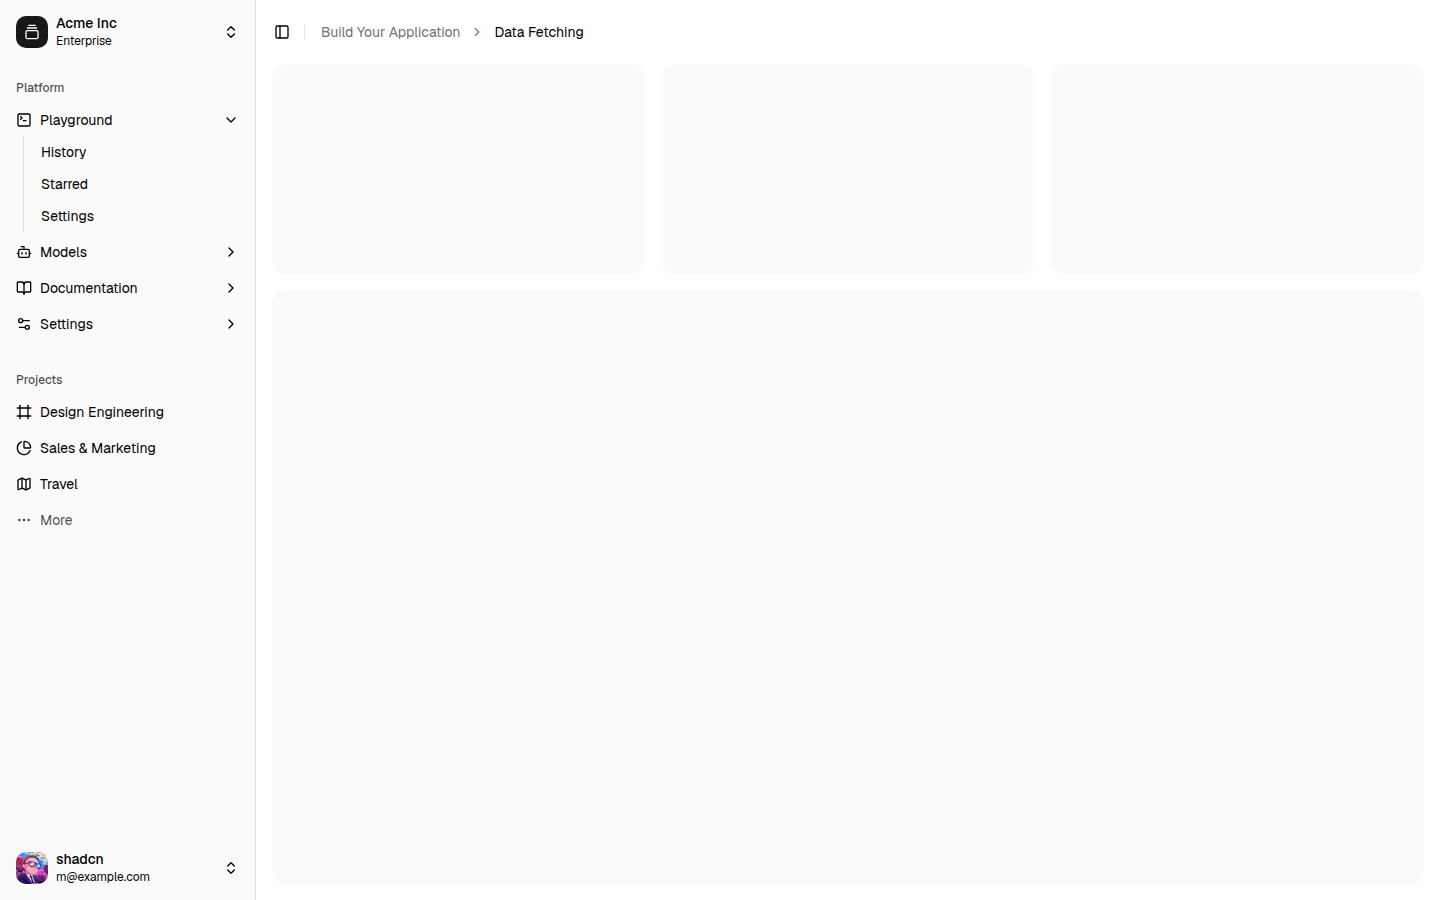 Acme Inc
Enterprise
Platform
Playground
History
Starred
Settings
Models
Documentation
Settings
Projects
Design Engineering
Sales & Marketing
Travel
More
shadcn
m@example.com
Build Your Application
Data Fetching